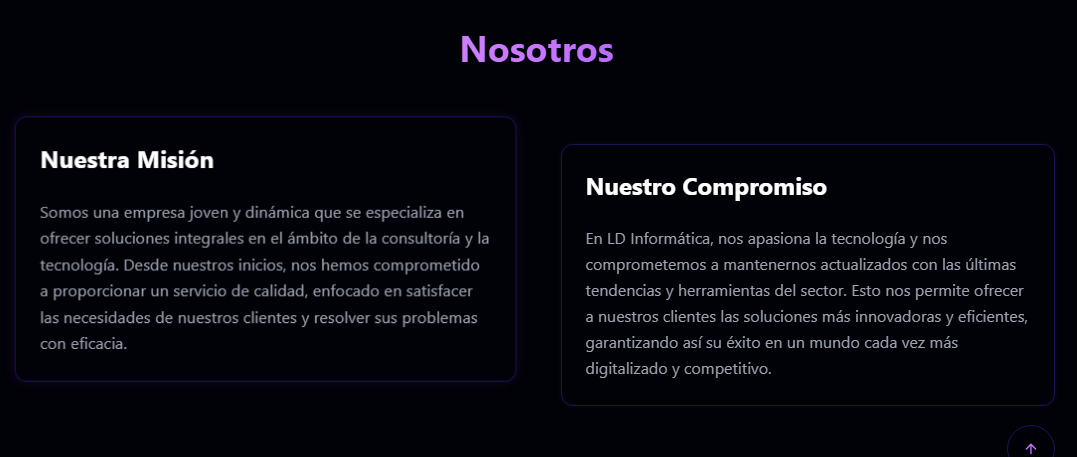 Nosotros
Nuestra Misión
Somos una empresa joven y dinámica que se especializa en
ofrecer soluciones integrales en el ámbito de la consultoría y la
tecnología. Desde nuestros inicios, nos hemos comprometido
a proporcionar un servicio de calidad, enfocado en satisfacer
las necesidades de nuestros clientes y resolver sus problemas
con eficacia.
Nuestro Compromiso
En LD Informática, nos apasiona la tecnología y nos
comprometemos a mantenernos actualizados con las últimas
tendencias y herramientas del sector. Esto nos permite ofrecer
a nuestros clientes las soluciones más innovadoras y eficientes,
garantizando así su éxito en un mundo cada vez más
digitalizado y competitivo.